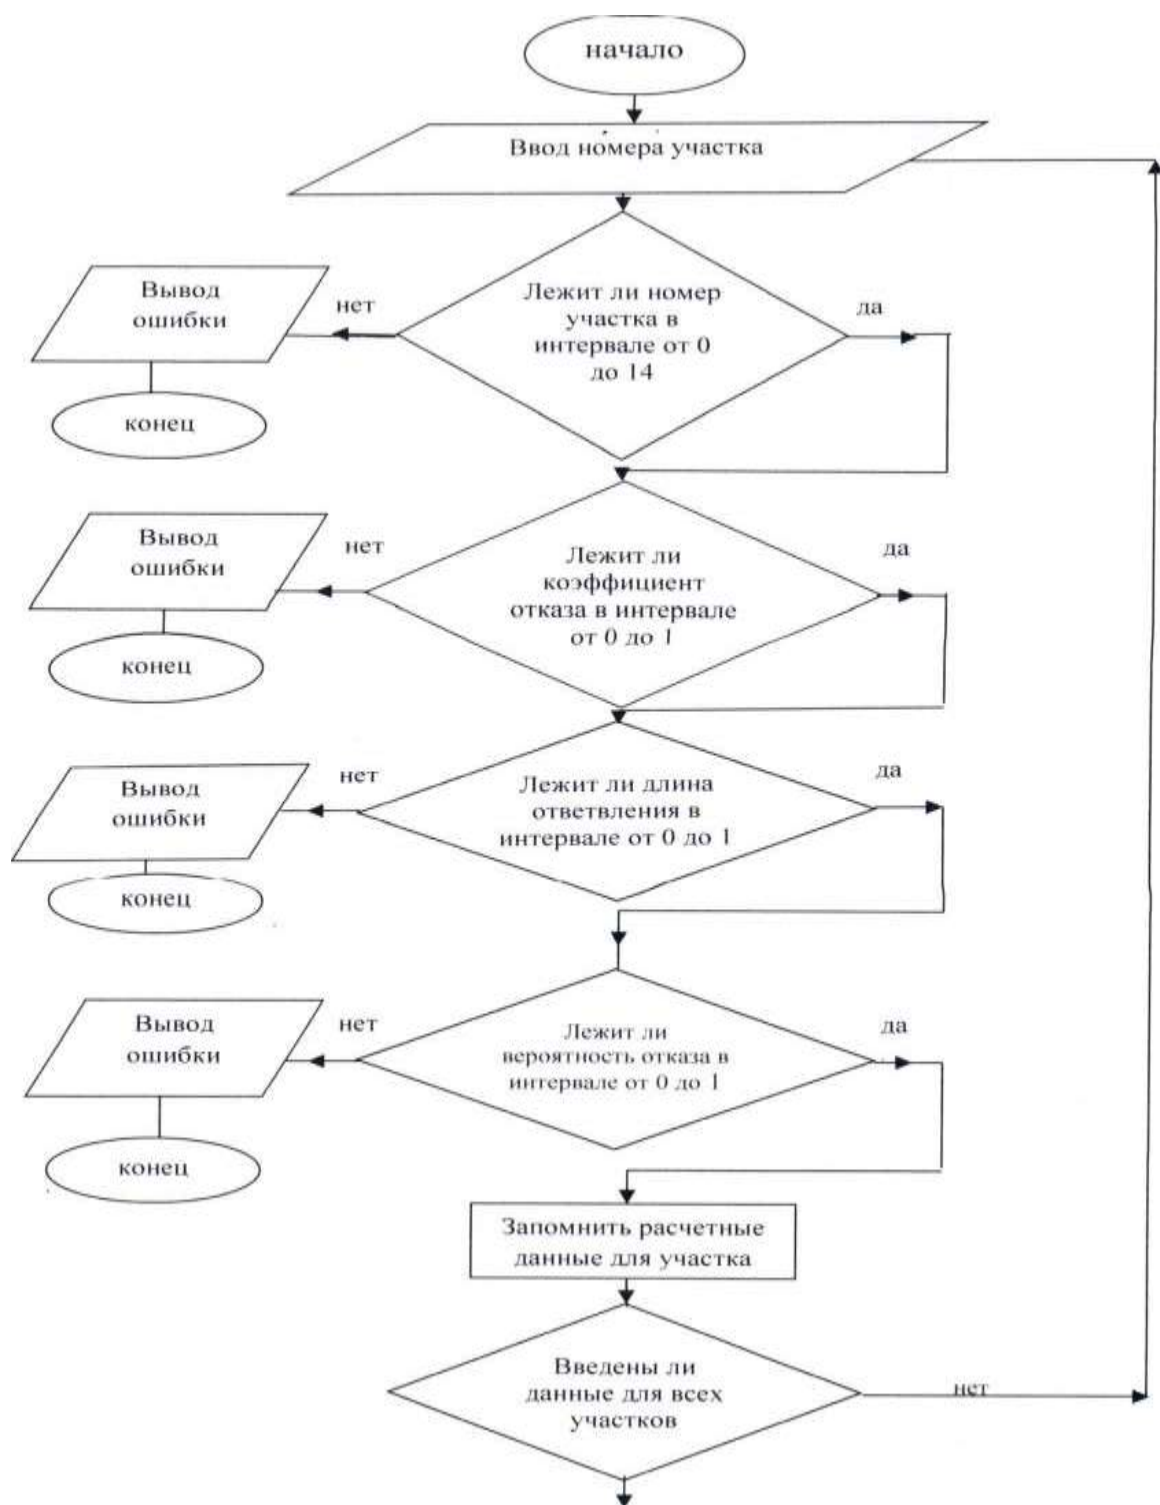 начало
Ввод номера участка
Лежит ли номер
участка в
интервале от 0
до 14
нет
да
Вывод
ошибки
конец
Лежит ли
коэффициент
отказа в интервале
от 0 до 1
нет
да
Вывод
ошибки
конец
Лежит ли длина
ответвления в
интервале от 0 до 1
нет
да
Вывод
ошибки
конец
Лежит ли
вероятность отказа в
интервале от 0 до 1
нет
да
Вывод
ошибки
конец
Запомнить расчетные
данные для участка
Введены ли
данные для всех
участков
нет